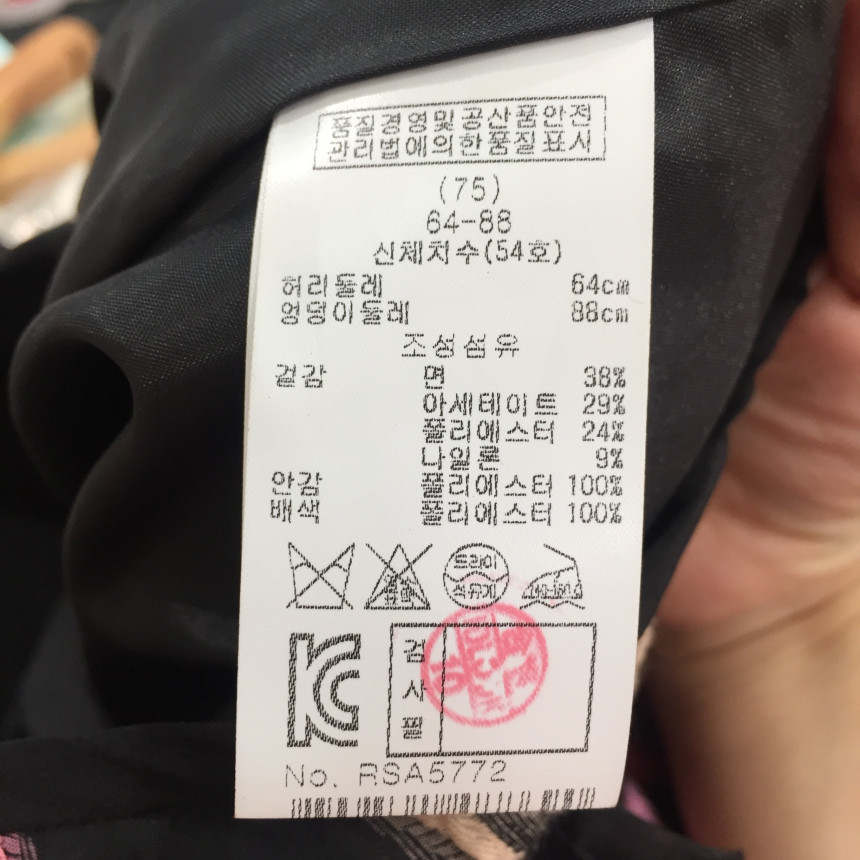 품질경영및공산품안전
관리법에의한품질표시
(75)
64-88
신체치수(54호)
허리둘레 64cm
엉덩이둘레 88cm
조성섬유
겉감 면 38%
아세테이트 29%
폴리에스터 24%
나일론 9%
안감 폴리에스터 100%
배색 폴리에스터 100%
드라이
석유계
검사필
No. RSA5772